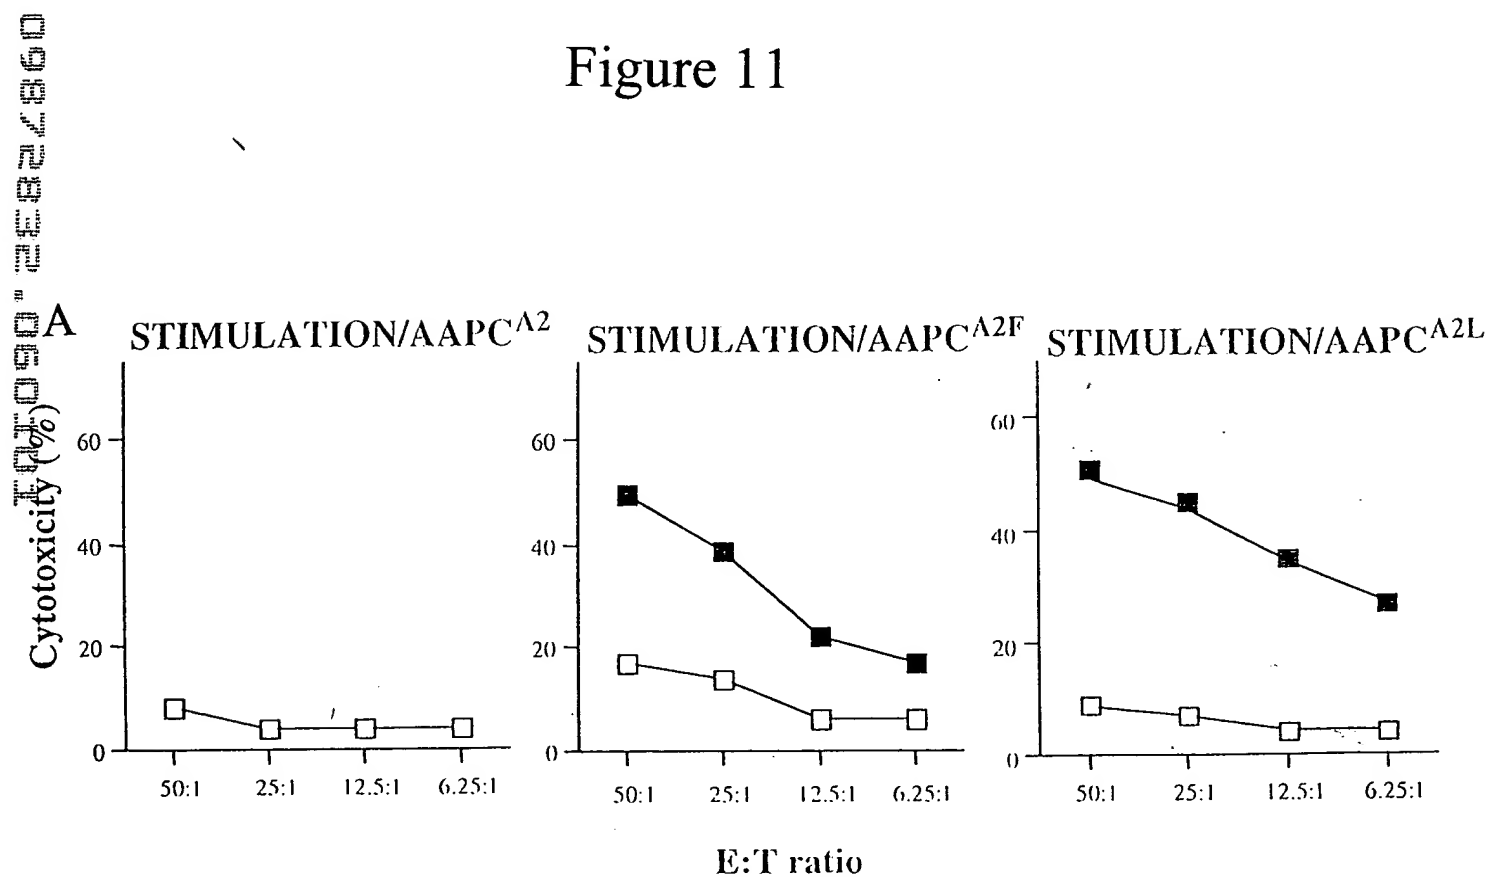 Figure 11
09872832.060101
A
STIMULATION/AAPC^A2
STIMULATION/AAPC^A2F
STIMULATION/AAPC^A2L
Cytotoxicity (%)
60
40
20
0
50:1 25:1 12.5:1 6.25:1
60
40
20
0
50:1 25:1 12.5:1 6.25:1
60
40
20
0
50:1 25:1 12.5:1 6.25:1
E:T ratio